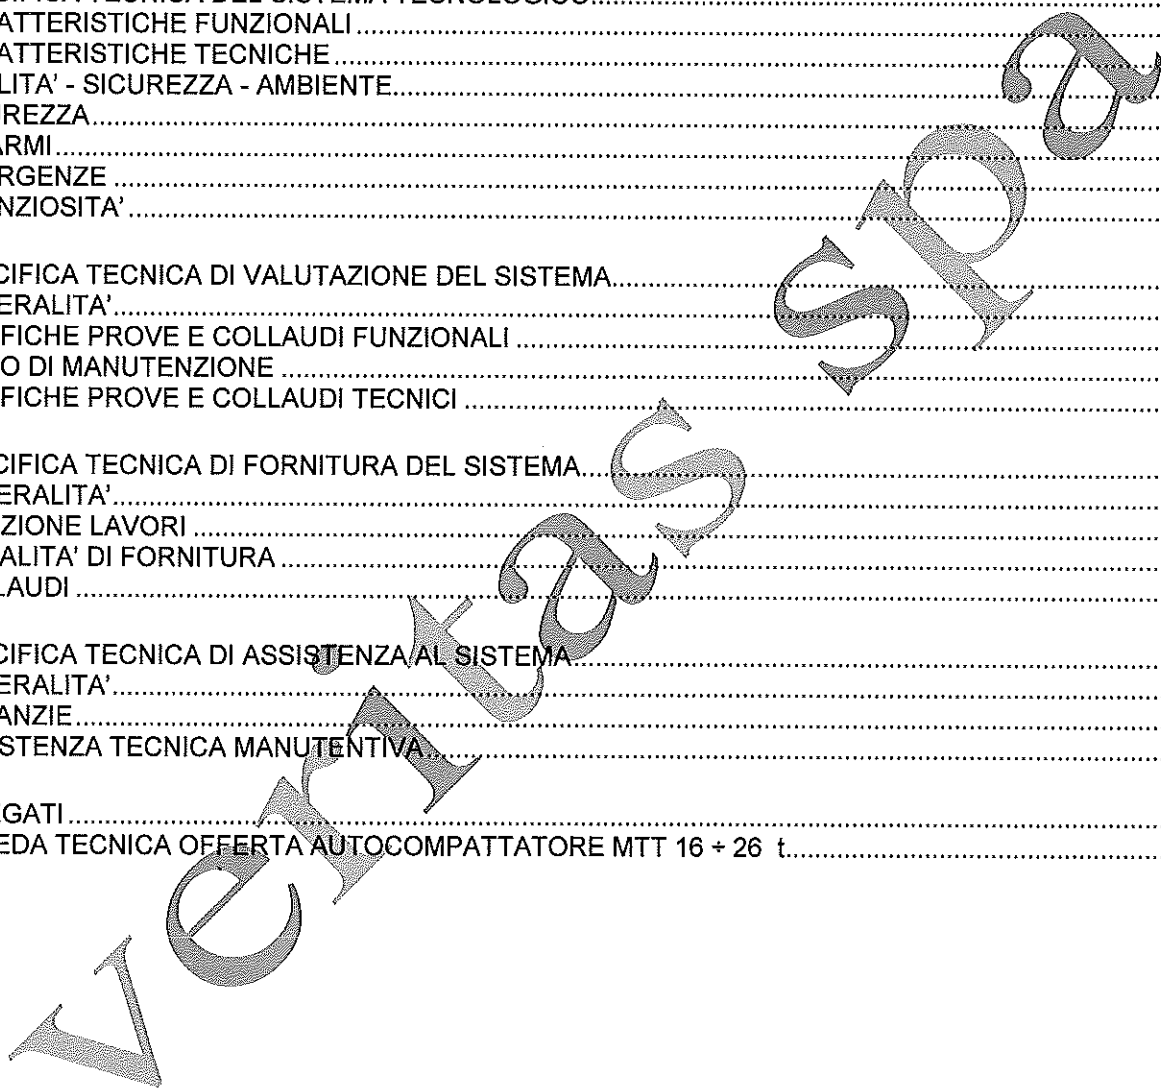 ATTERISTICHE FUNZIONALI
ATTERISTICHE TECNICHE
LITA' - SICUREZZA - AMBIENTE
UREZZA
ARMI
RGENZE
NZIOSITA'
CIFICA TECNICA DI VALUTAZIONE DEL SISTEMA
ERALITA'
FICHE PROVE E COLLAUDI FUNZIONALI
O DI MANUTENZIONE
FICHE PROVE E COLLAUDI TECNICI
CIFICA TECNICA DI FORNITURA DEL SISTEMA
ERALITA'
ZIONE LAVORI
ALITA' DI FORNITURA
LAUDI
CIFICA TECNICA DI ASSISTENZA AL SISTEMA
ERALITA'
ANZIE
ISTENZA TECNICA MANUTENTIVA
EGATI
EDA TECNICA OFFERTA AUTOCOMPATTATORE MTT 16 ÷ 26 t
veritas spa